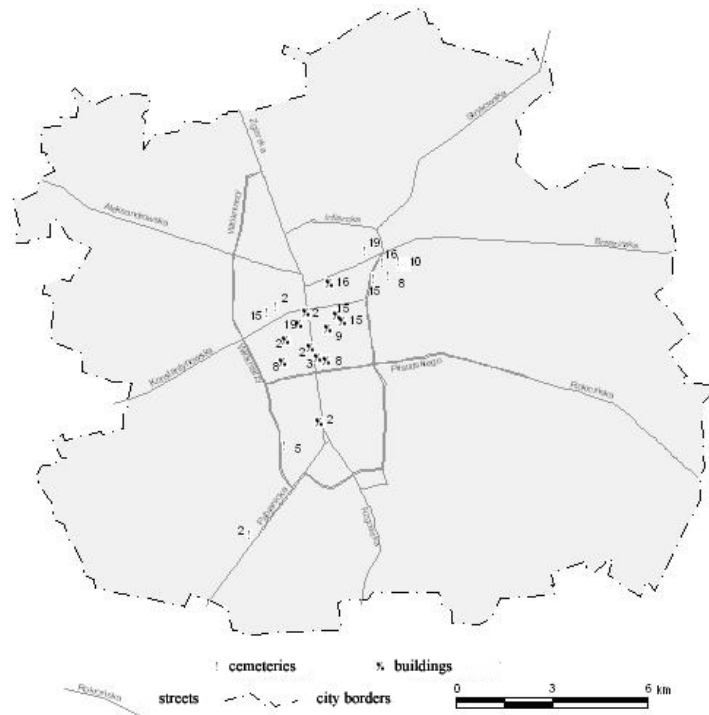 Zgierska
Strykowska
Aleksandrowska
Włókniarzy
Inflancka
19
16
10
Brzezińska
8
15
16
2
15
2
15
15
19
9
2
2
8
3
8
Konstantynowska
Włókniarzy
Piłsudskiego
Rokicińska
2
5
Pabianicka
Rzgowska
2
cemeteries
buildings
Rokicińska
streets
city borders
0 3 6 km